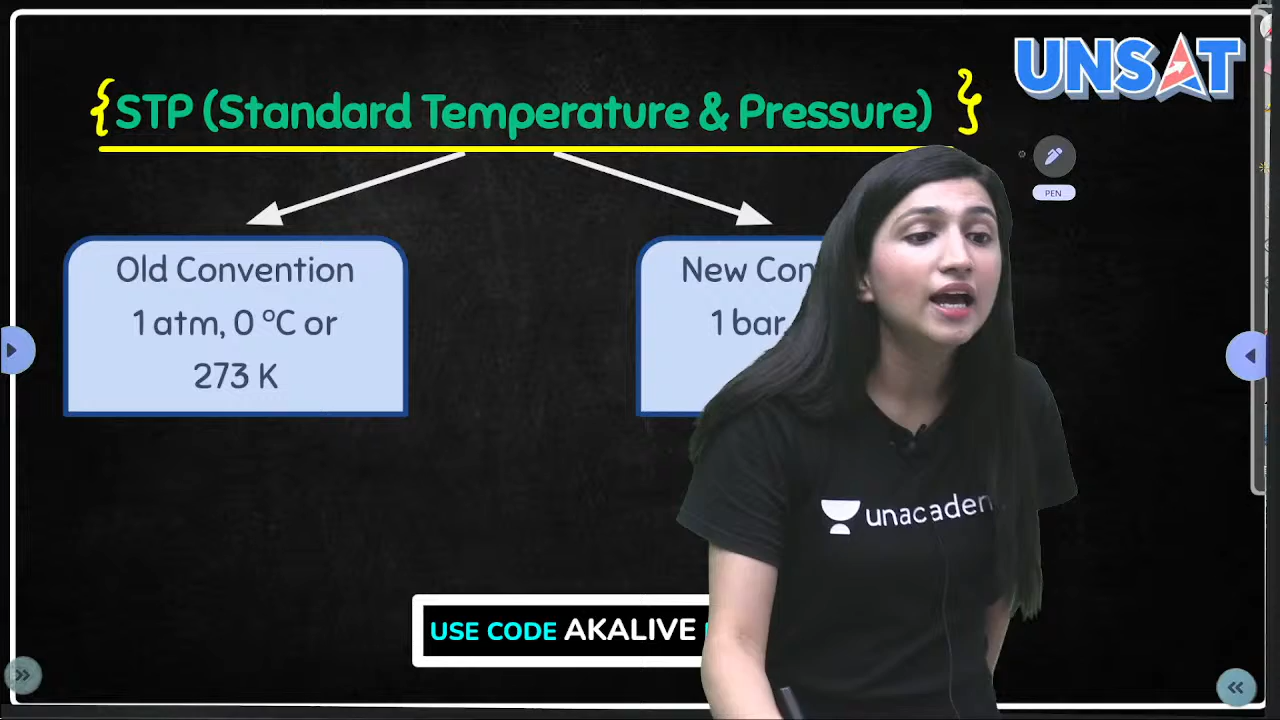 UNSAT
{STP (Standard Temperature & Pressure)}
PEN
Old Convention
1 atm, 0 °C or
273 K
New Con
1 bar,
unacadem
USE CODE AKALIVE